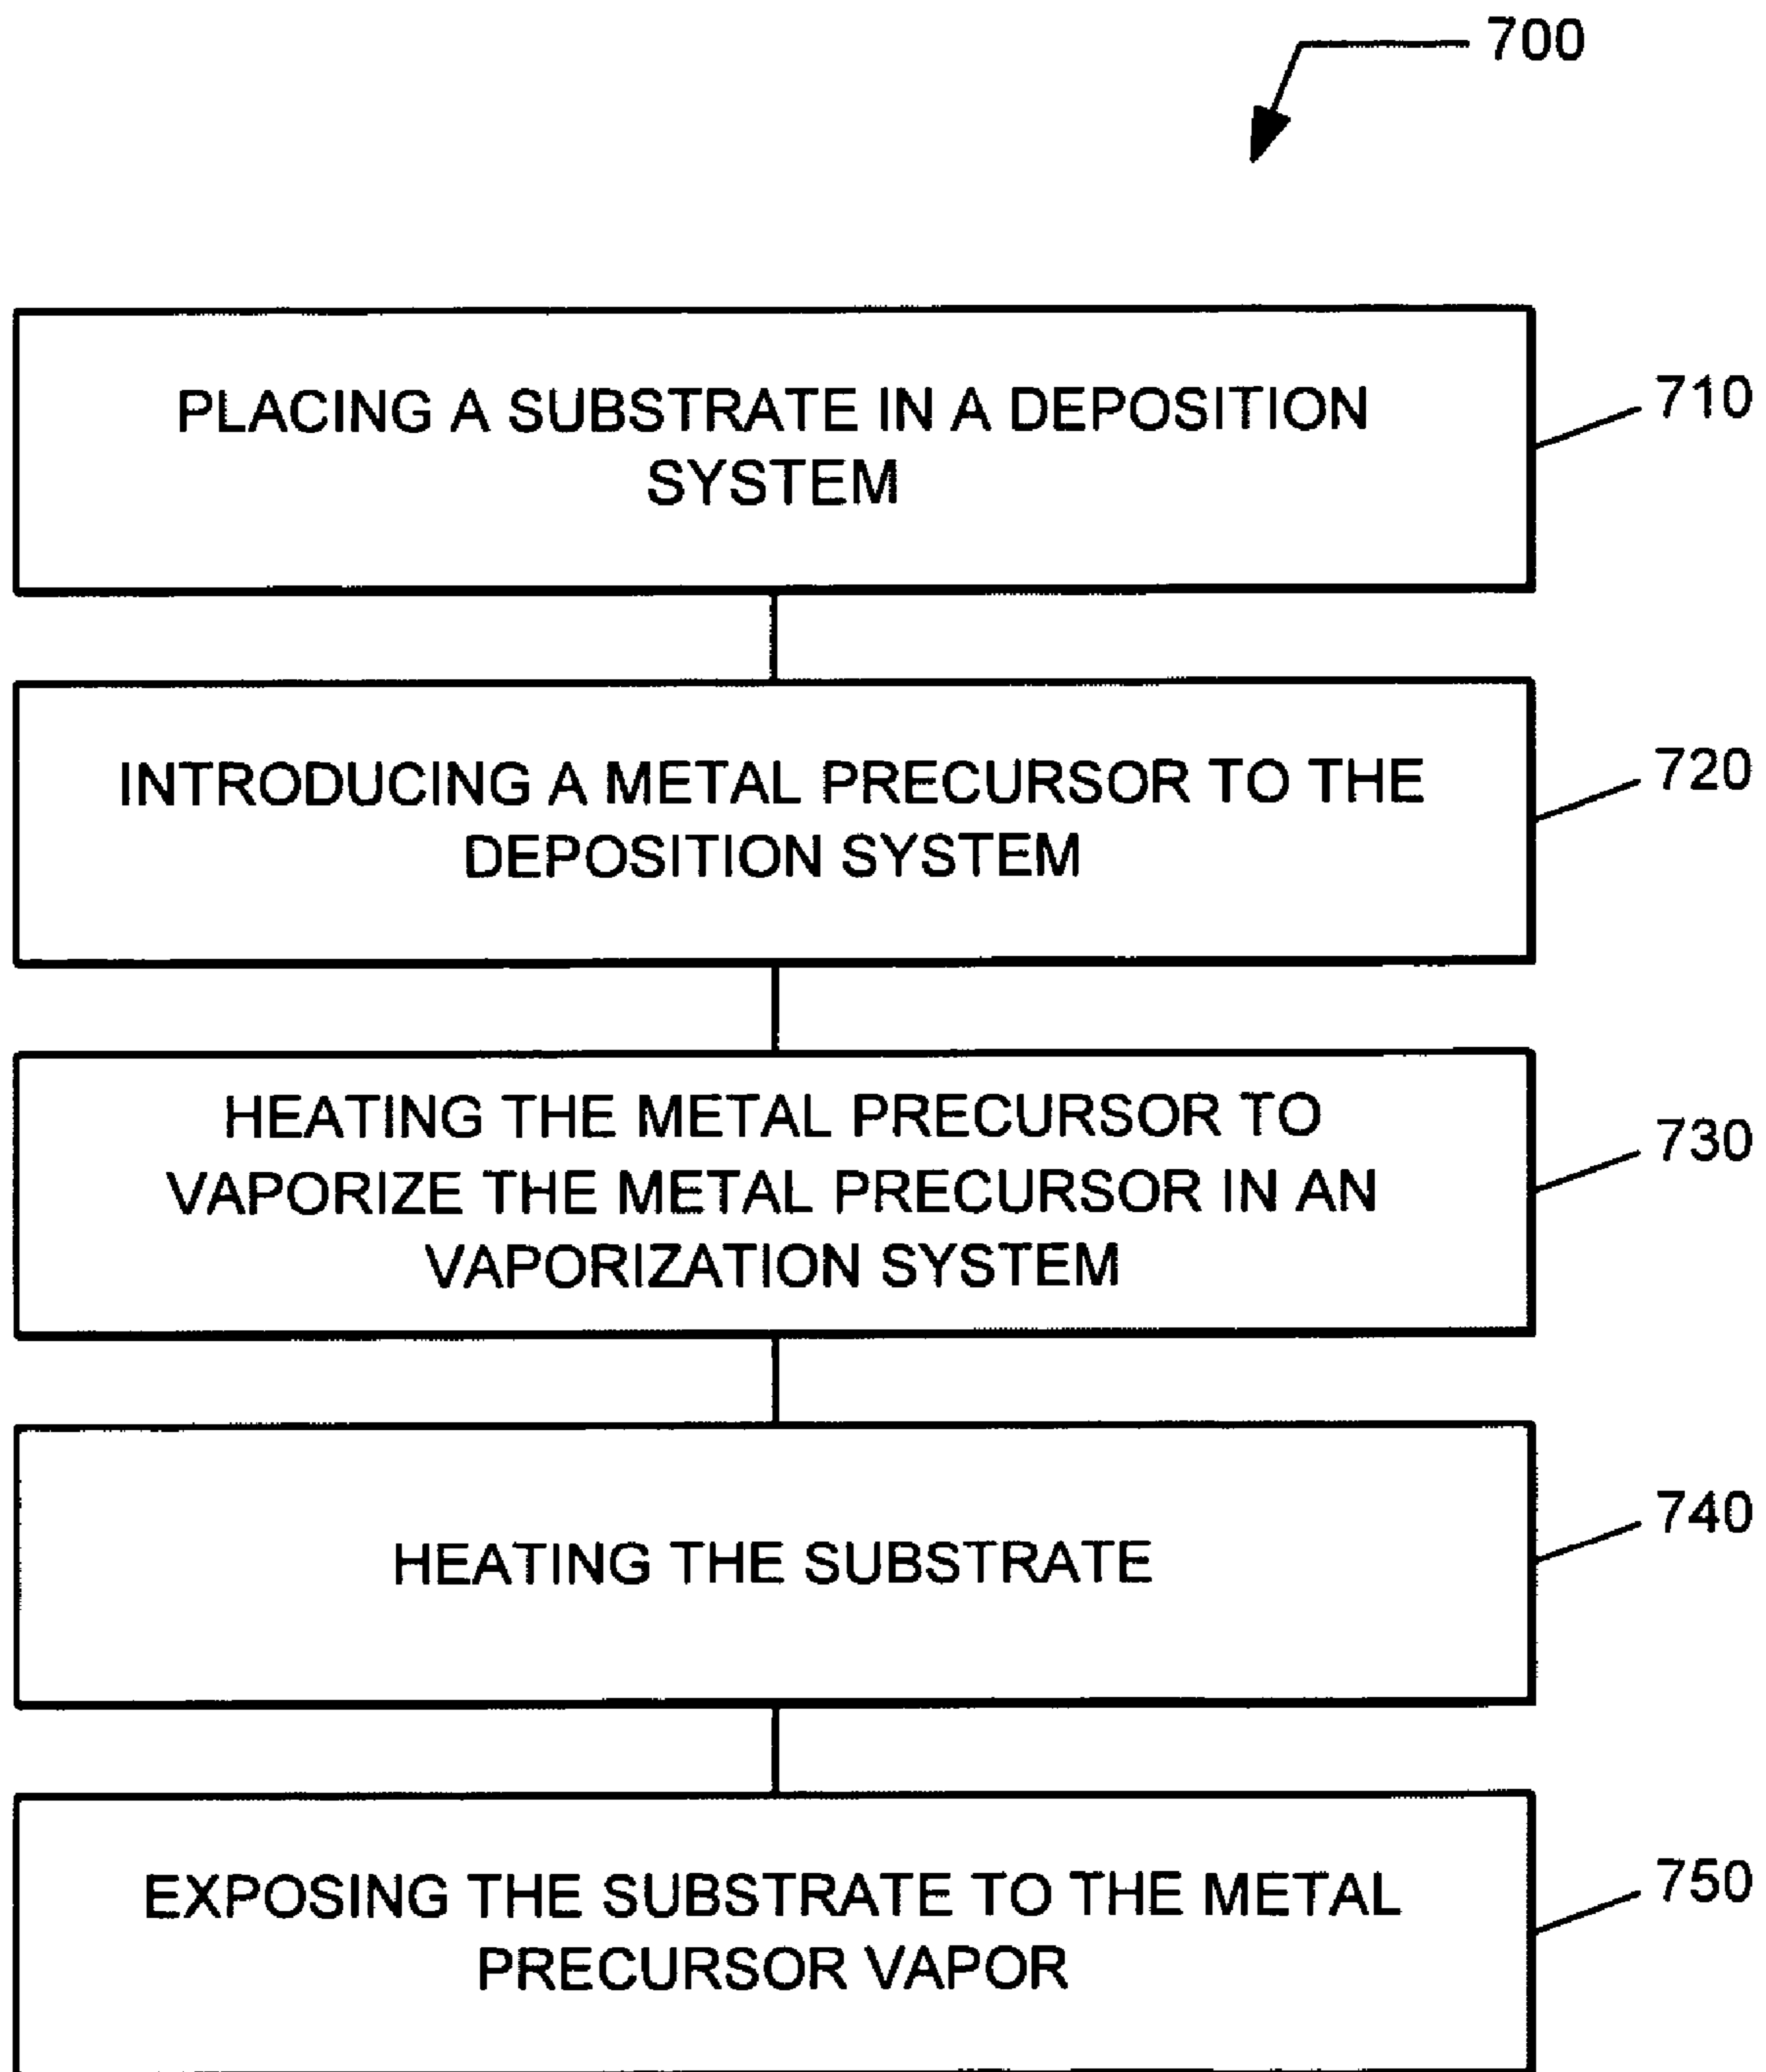 700
PLACING A SUBSTRATE IN A DEPOSITION
SYSTEM
710
INTRODUCING A METAL PRECURSOR TO THE
DEPOSITION SYSTEM
720
HEATING THE METAL PRECURSOR TO
VAPORIZE THE METAL PRECURSOR IN AN
VAPORIZATION SYSTEM
730
HEATING THE SUBSTRATE
740
EXPOSING THE SUBSTRATE TO THE METAL
PRECURSOR VAPOR
750